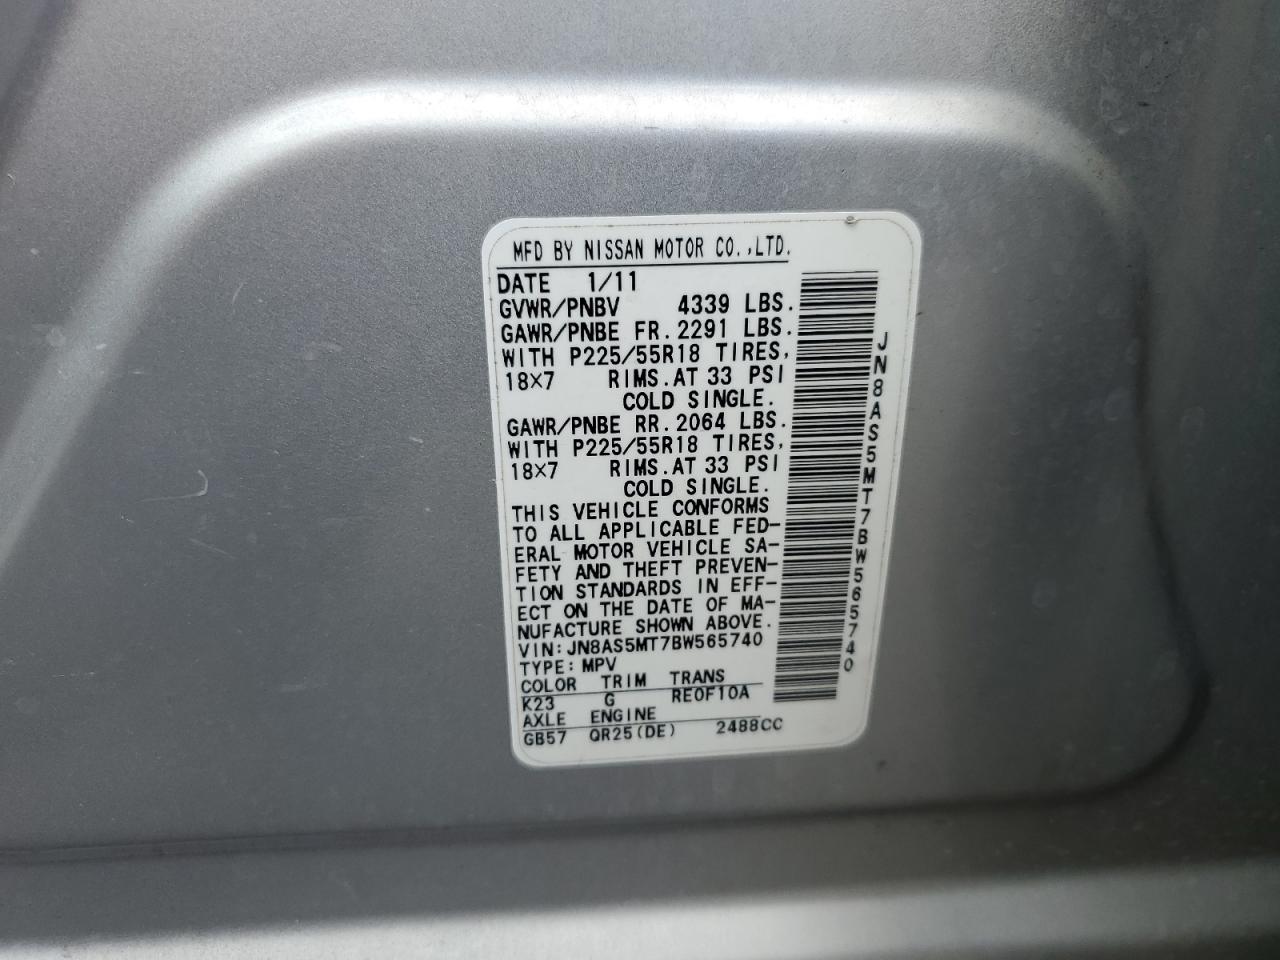 MFD BY NISSAN MOTOR CO.,LTD.
DATE 1/11
GVWR/PNBV 4339 LBS.
GAWR/PNBE FR.2291 LBS.
WITH P225/55R18 TIRES,
18×7 RIMS.AT 33 PSI
COLD SINGLE.
GAWR/PNBE RR.2064 LBS.
WITH P225/55R18 TIRES,
18×7 RIMS.AT 33 PSI
COLD SINGLE.
THIS VEHICLE CONFORMS
TO ALL APPLICABLE FED-
ERAL MOTOR VEHICLE SA-
FETY AND THEFT PREVEN-
TION STANDARDS IN EFF-
ECT ON THE DATE OF MA-
NUFACTURE SHOWN ABOVE.
VIN:JN8AS5MT7BW565740
TYPE:MPV
COLOR TRIM TRANS
K23 G RE0F10A
AXLE ENGINE
GB57 QR25(DE) 2488CC
JN8AS5MT7BW565740